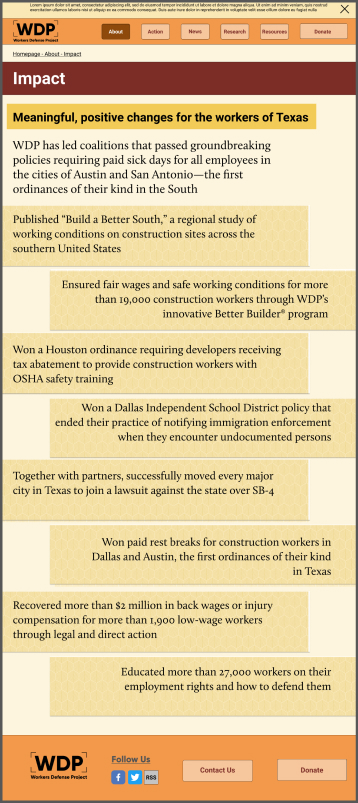 Lorem ipsum dolor sit amet, consectetur adipiscing elit, sed do eiusmod tempor incididunt ut labore et dolore magna aliqua. Ut enim ad minim veniam, quis nostrud
exercitation ullamco laboris nisi ut aliquip ex ea commodo consequat. Duis aute irure dolor in reprehenderit in voluptate velit esse cillum dolore eu fugiat nulla
WDP
Workers Defense Project
About
Action
News
Research
Resources
Donate
Homepage - About - Impact
Impact
Meaningful, positive changes for the workers of Texas
WDP has led coalitions that passed groundbreaking
policies requiring paid sick days for all employees in
the cities of Austin and San Antonio—the first
ordinances of their kind in the South
Published “Build a Better South,” a regional study of
working conditions on construction sites across the
southern United States
Ensured fair wages and safe working conditions for more
than 19,000 construction workers through WDP’s
innovative Better Builder® program
Won a Houston ordinance requiring developers receiving
tax abatement to provide construction workers with
OSHA safety training
Won a Dallas Independent School District policy that
ended their practice of notifying immigration enforcement
when they encounter undocumented persons
Together with partners, successfully moved every major
city in Texas to join a lawsuit against the state over SB-4
Won paid rest breaks for construction workers in
Dallas and Austin, the first ordinances of their kind
in Texas
Recovered more than $2 million in back wages or injury
compensation for more than 1,900 low-wage workers
through legal and direct action
Educated more than 27,000 workers on their
employment rights and how to defend them
WDP
Workers Defense Project
Follow Us
f
RSS
Contact Us
Donate